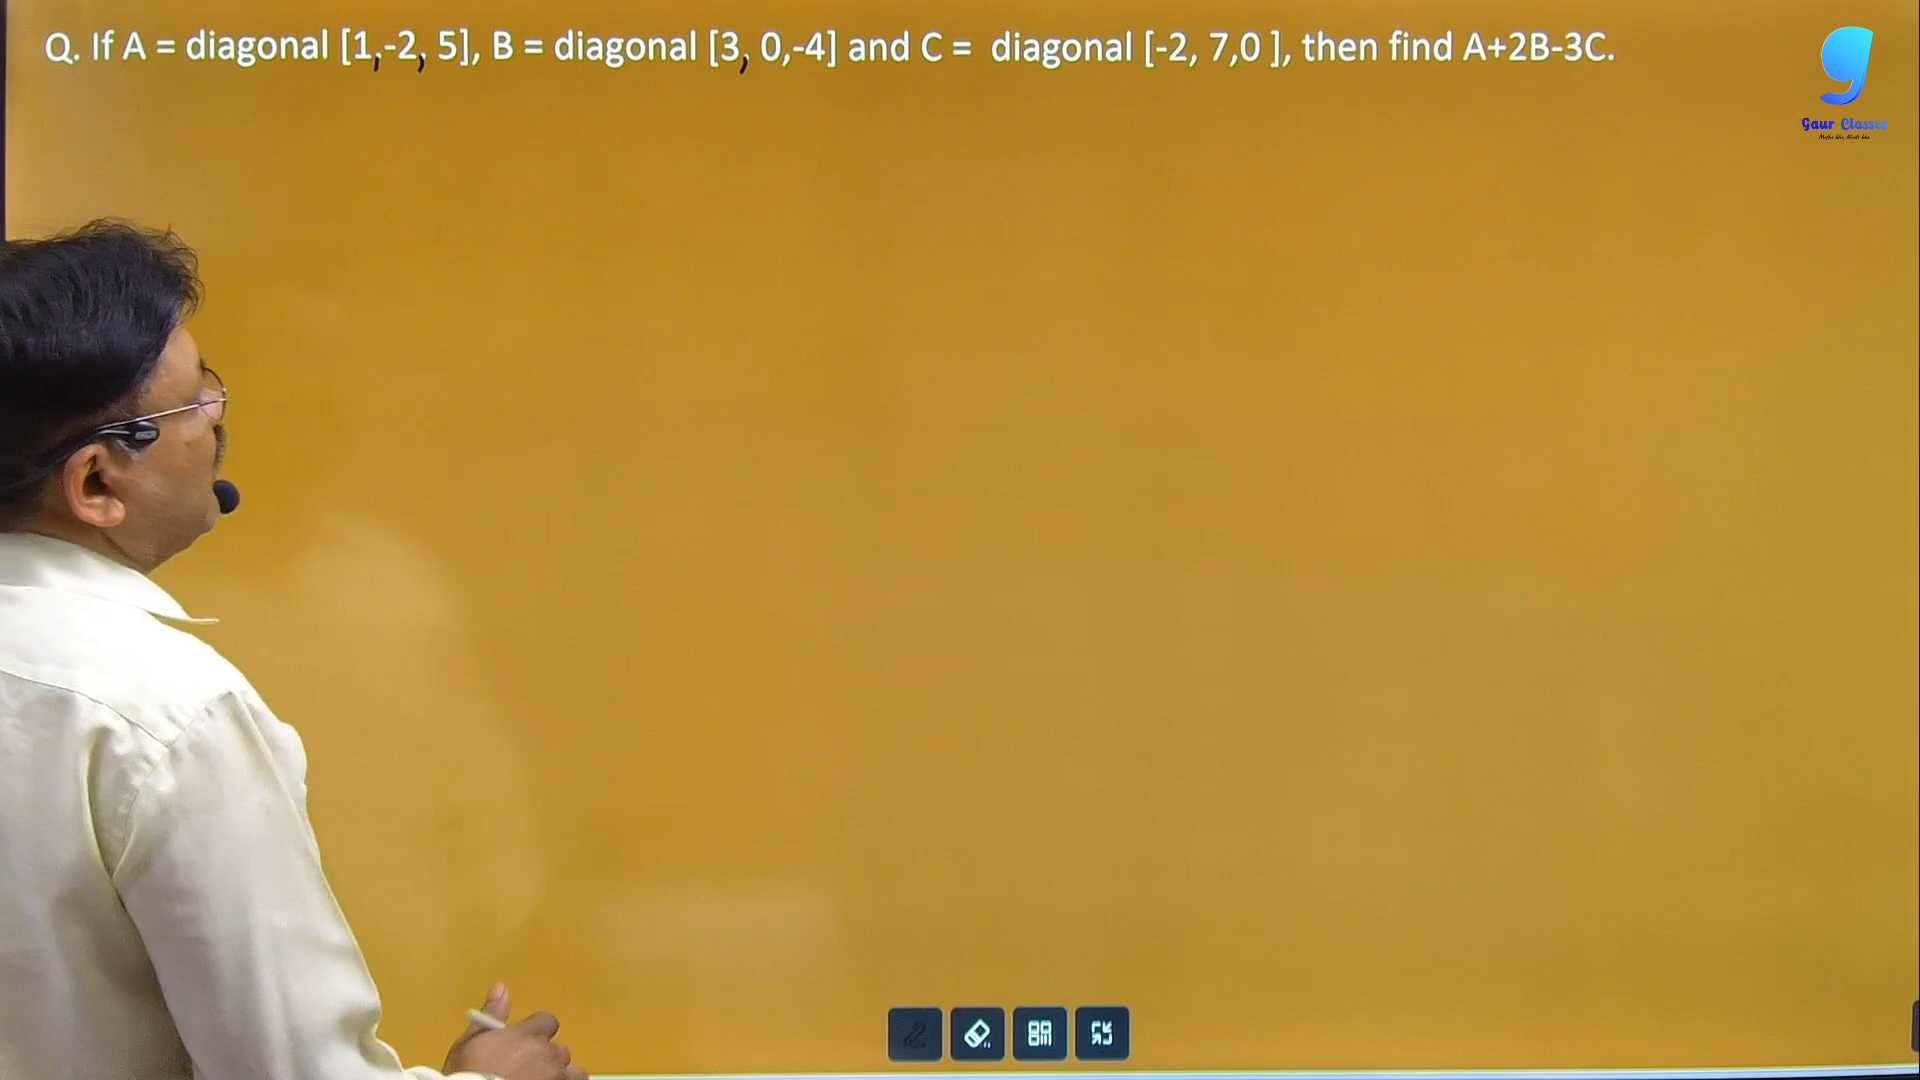 Q. If A = diagonal [1,-2, 5], B = diagonal [3, 0,-4] and C =  diagonal [-2, 7,0 ], then find A+2B-3C.
Gaur Classes